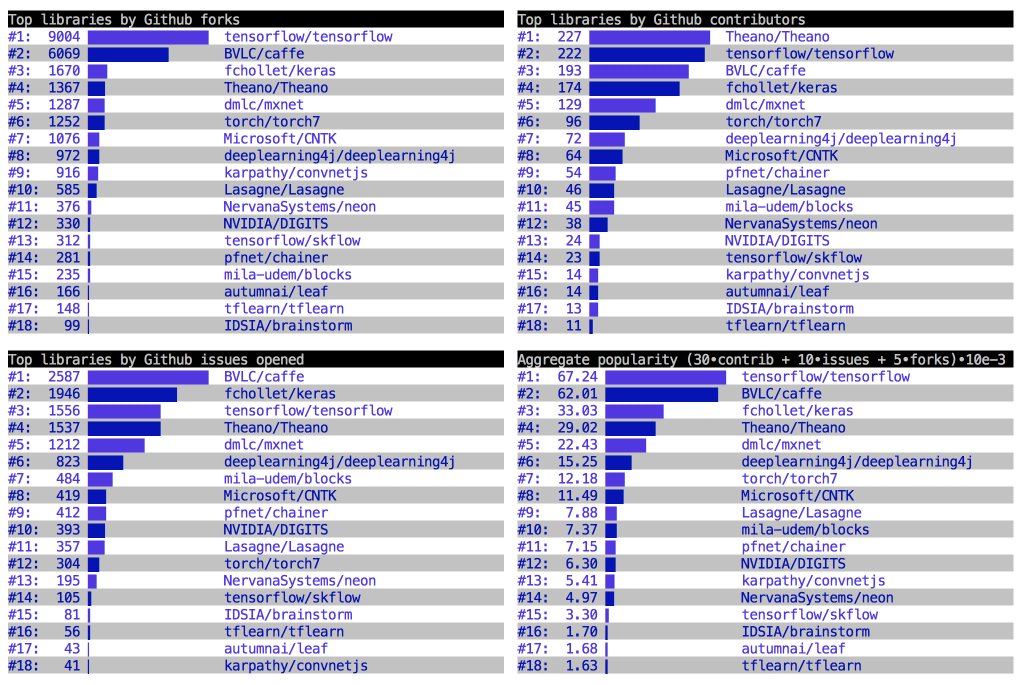 Top libraries by Github forks
#1: 9004 tensorflow/tensorflow
#2: 6069 BVLC/caffe
#3: 1670 fchollet/keras
#4: 1367 Theano/Theano
#5: 1287 dmlc/mxnet
#6: 1252 torch/torch7
#7: 1076 Microsoft/CNTK
#8: 972 deeplearning4j/deeplearning4j
#9: 916 karpathy/convnetjs
#10: 585 Lasagne/Lasagne
#11: 376 NervanaSystems/neon
#12: 330 NVIDIA/DIGITS
#13: 312 tensorflow/skflow
#14: 281 pfnet/chainer
#15: 235 mila-udem/blocks
#16: 166 autumnai/leaf
#17: 148 tflearn/tflearn
#18: 99 IDSIA/brainstorm
Top libraries by Github contributors
#1: 227 Theano/Theano
#2: 222 tensorflow/tensorflow
#3: 193 BVLC/caffe
#4: 174 fchollet/keras
#5: 129 dmlc/mxnet
#6: 96 torch/torch7
#7: 72 deeplearning4j/deeplearning4j
#8: 64 Microsoft/CNTK
#9: 54 pfnet/chainer
#10: 46 Lasagne/Lasagne
#11: 45 mila-udem/blocks
#12: 38 NervanaSystems/neon
#13: 24 NVIDIA/DIGITS
#14: 23 tensorflow/skflow
#15: 14 karpathy/convnetjs
#16: 14 autumnai/leaf
#17: 13 IDSIA/brainstorm
#18: 11 tflearn/tflearn
Top libraries by Github issues opened
#1: 2587 BVLC/caffe
#2: 1946 fchollet/keras
#3: 1556 tensorflow/tensorflow
#4: 1537 Theano/Theano
#5: 1212 dmlc/mxnet
#6: 823 deeplearning4j/deeplearning4j
#7: 484 mila-udem/blocks
#8: 419 Microsoft/CNTK
#9: 412 pfnet/chainer
#10: 393 NVIDIA/DIGITS
#11: 357 Lasagne/Lasagne
#12: 304 torch/torch7
#13: 195 NervanaSystems/neon
#14: 105 tensorflow/skflow
#15: 81 IDSIA/brainstorm
#16: 56 tflearn/tflearn
#17: 43 autumnai/leaf
#18: 41 karpathy/convnetjs
Aggregate popularity (30•contrib + 10•issues + 5•forks)•10e-3
#1: 67.24 tensorflow/tensorflow
#2: 62.01 BVLC/caffe
#3: 33.03 fchollet/keras
#4: 29.02 Theano/Theano
#5: 22.43 dmlc/mxnet
#6: 15.25 deeplearning4j/deeplearning4j
#7: 12.18 torch/torch7
#8: 11.49 Microsoft/CNTK
#9: 7.88 Lasagne/Lasagne
#10: 7.37 mila-udem/blocks
#11: 7.15 pfnet/chainer
#12: 6.30 NVIDIA/DIGITS
#13: 5.41 karpathy/convnetjs
#14: 4.97 NervanaSystems/neon
#15: 3.30 tensorflow/skflow
#16: 1.70 IDSIA/brainstorm
#17: 1.68 autumnai/leaf
#18: 1.63 tflearn/tflearn